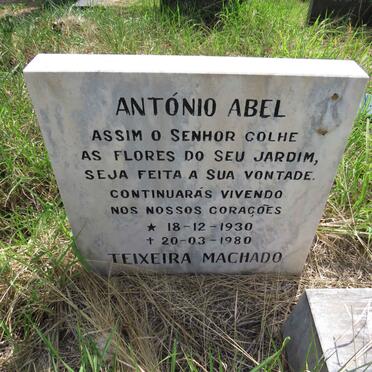 ANTÓNIO ABEL
ASSIM O SENHOR COLHE
AS FLORES DO SEU JARDIM,
SEJA FEITA A SUA VONTADE.
CONTINUARÁS VIVENDO
NOS NOSSOS CORAÇÕES
★ 18-12-1930
✝ 20-03-1980
TEIXEIRA MACHADO